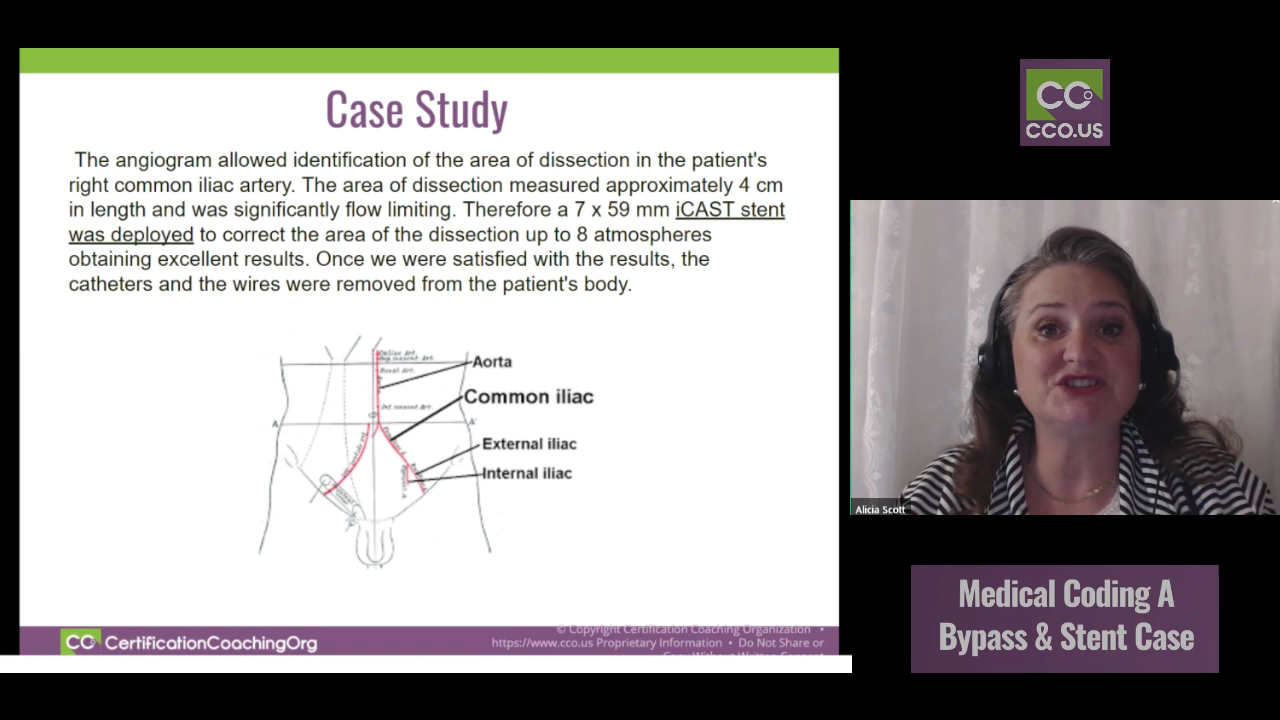 Case Study
The angiogram allowed identification of the area of dissection in the patient's
right common iliac artery. The area of dissection measured approximately 4 cm
in length and was significantly flow limiting. Therefore a 7 x 59 mm iCAST stent
was deployed to correct the area of the dissection up to 8 atmospheres
obtaining excellent results. Once we were satisfied with the results, the
catheters and the wires were removed from the patient's body.
Aorta
Common iliac
External iliac
Internal iliac
A
A'
CO CertificationCoachingOrg
© Copyright Certification Coaching Organization •
https://www.cco.us Proprietary Information • Do Not Share or
CCO
CCO.US
Alicia Scott
Medical Coding A
Bypass & Stent Case